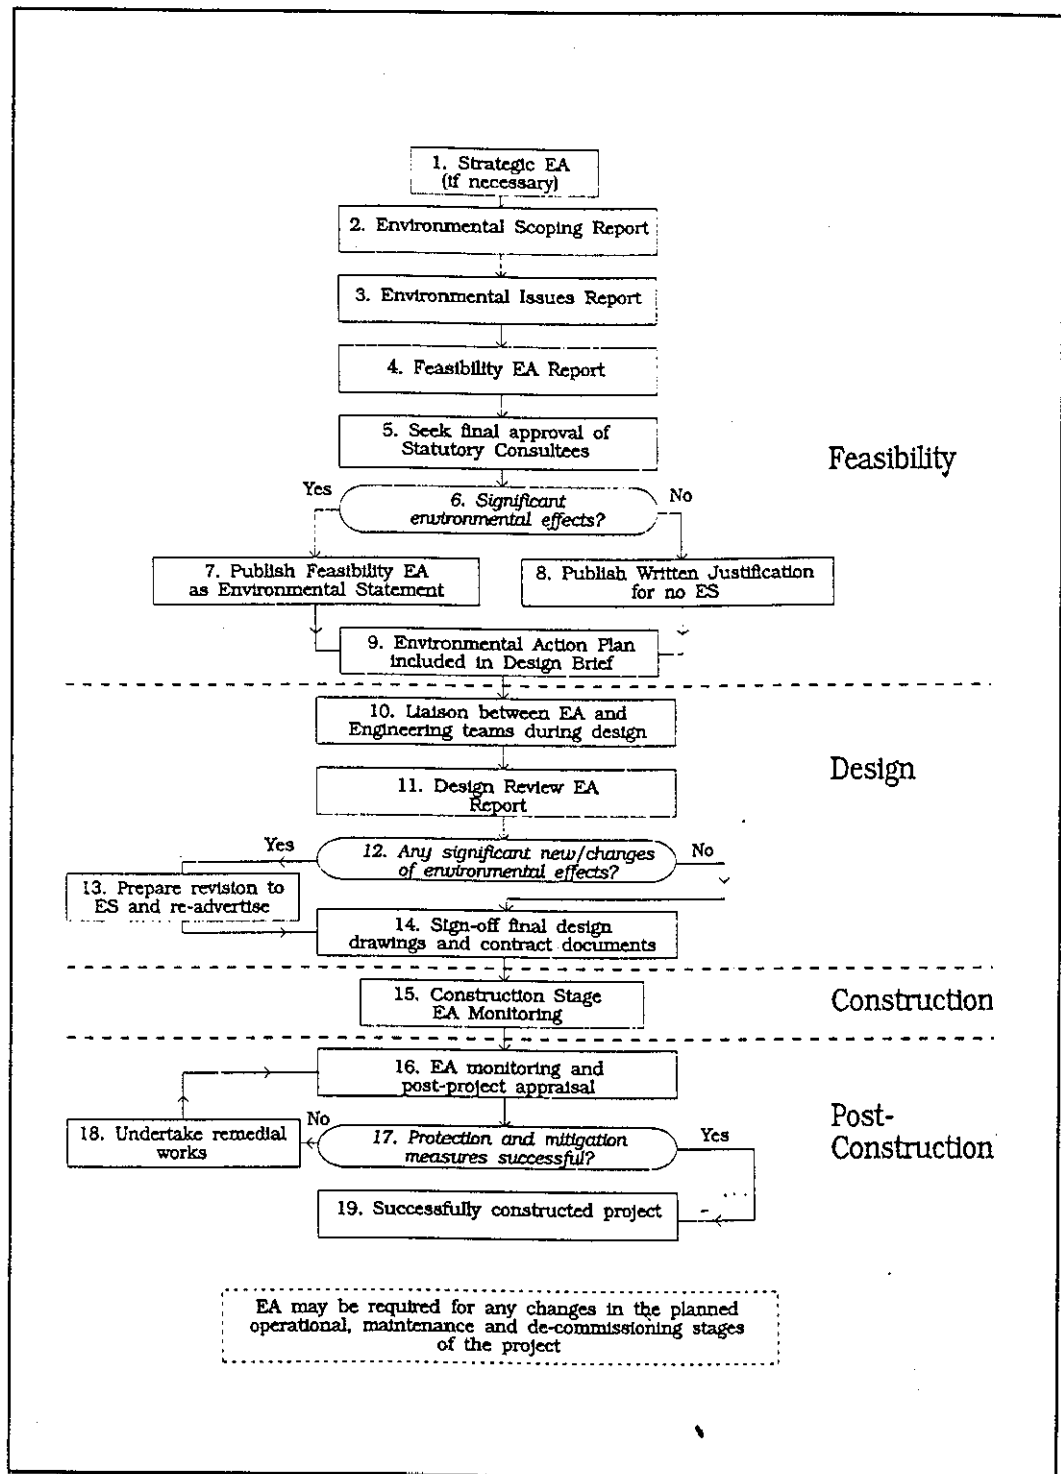 1. Strategic EA
(if necessary)
2. Environmental Scoping Report
3. Environmental Issues Report
4. Feasibility EA Report
5. Seek final approval of
Statutory Consultees
Feasibility
Yes
6. Significant
environmental effects?
No
7. Publish Feasibility EA
as Environmental Statement
8. Publish Written Justification
for no ES
9. Environmental Action Plan
included in Design Brief
10. Liaison between EA and
Engineering teams during design
Design
11. Design Review EA
Report
Yes
12. Any significant new/changes
of environmental effects?
No
13. Prepare revision to
ES and re-advertise
14. Sign-off final design
drawings and contract documents
15. Construction Stage
EA Monitoring
Construction
16. EA monitoring and
post-project appraisal
Post-
Construction
No
17. Protection and mitigation
measures successful?
Yes
18. Undertake remedial
works
19. Successfully constructed project
EA may be required for any changes in the planned
operational, maintenance and de-commissioning stages
of the project